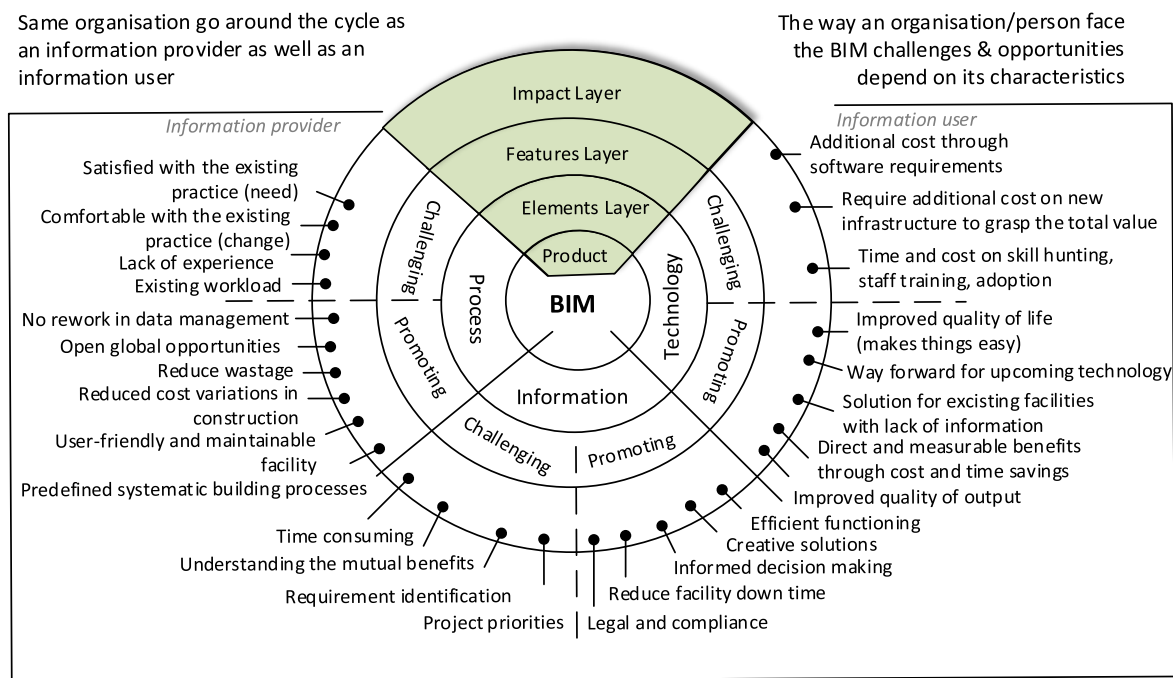 Same organisation go around the cycle as
an information provider as well as an
information user
The way an organisation/person face
the BIM challenges & opportunities
depend on its characteristics
Information provider
Information user
Impact Layer
Features Layer
Elements Layer
Product
BIM
Process
Technology
Information
Challenging
Promoting
Challenging
Promoting
Challenging
Promoting
Satisfied with the existing
practice (need)
Comfortable with the existing
practice (change)
Lack of experience
Existing workload
No rework in data management
Open global opportunities
Reduce wastage
Reduced cost variations in
construction
User-friendly and maintainable
facility
Predefined systematic building processes
Time consuming
Understanding the mutual benefits
Requirement identification
Project priorities
Additional cost through
software requirements
Require additional cost on new
infrastructure to grasp the total value
Time and cost on skill hunting,
staff training, adoption
Improved quality of life
(makes things easy)
Way forward for upcoming technology
Solution for excisting facilities
with lack of information
Direct and measurable benefits
through cost and time savings
Improved quality of output
Efficient functioning
Creative solutions
Informed decision making
Reduce facility down time
Legal and compliance